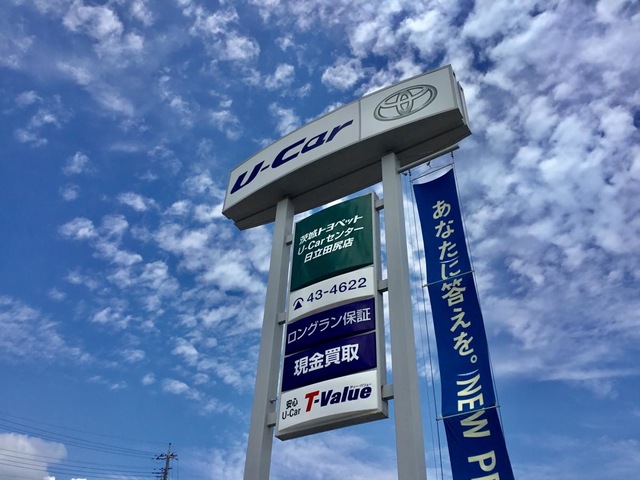 U-Car
茨城トヨペット
U-Carセンター
日立田尻店
43-4622
ロングラン保証
現金買取
安心
U-Car
T-Value
あなたに答えを。NEW